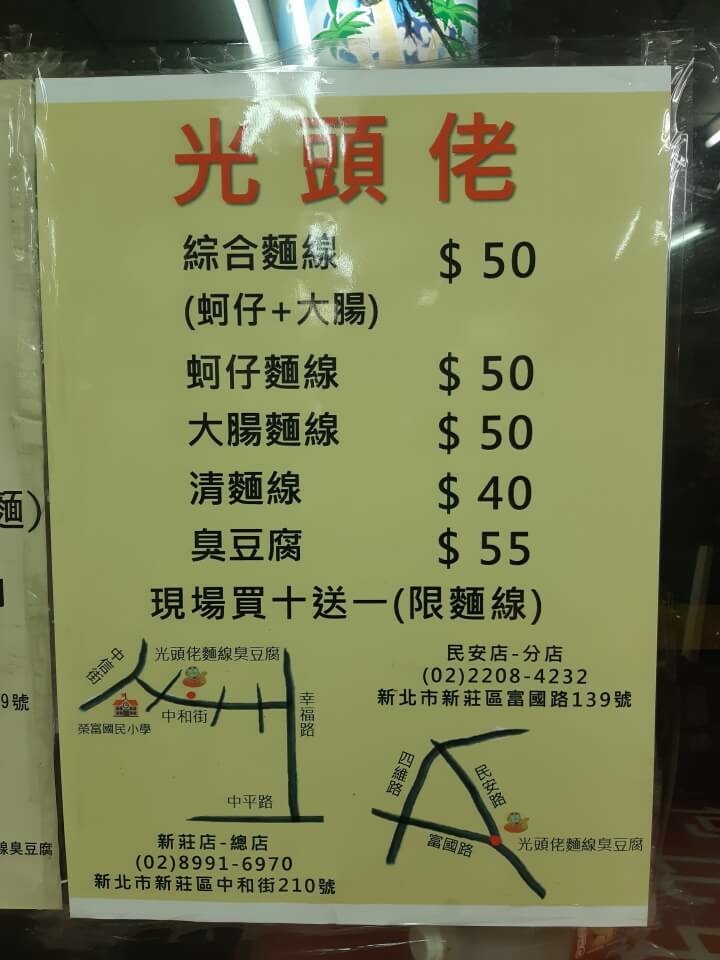 光頭佬
綜合麵線 $ 50
(蚵仔+大腸)
蚵仔麵線 $ 50
大腸麵線 $ 50
清麵線 $ 40
臭豆腐 $ 55
現場買十送一(限麵線)
中信街
光頭佬麵線臭豆腐
榮富國民小學
中和街
幸福路
中平路
新莊店-總店
(02)8991-6970
新北市新莊區中和街210號
民安店-分店
(02)2208-4232
新北市新莊區富國路139號
四維路
民安路
富國路
光頭佬麵線臭豆腐
麵)
9號
臭豆腐